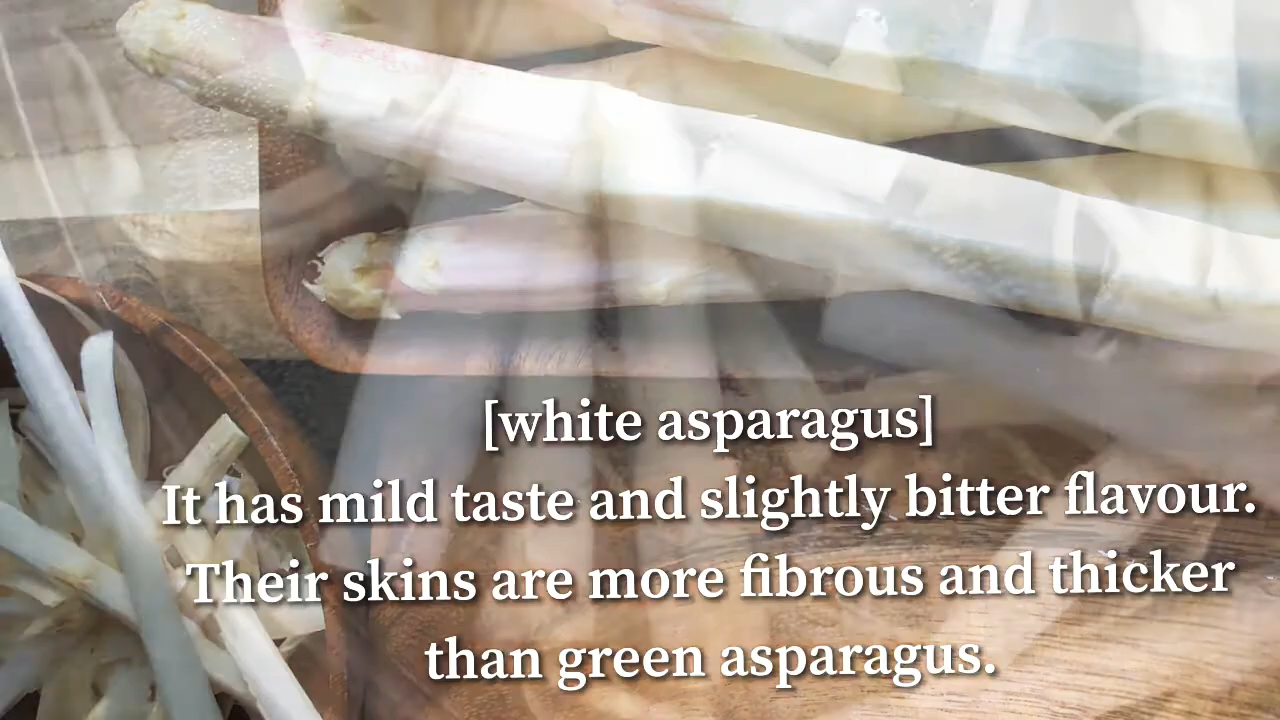 [white asparagus]
It has mild taste and slightly bitter flavour.
Their skins are more fibrous and thicker
than green asparagus.